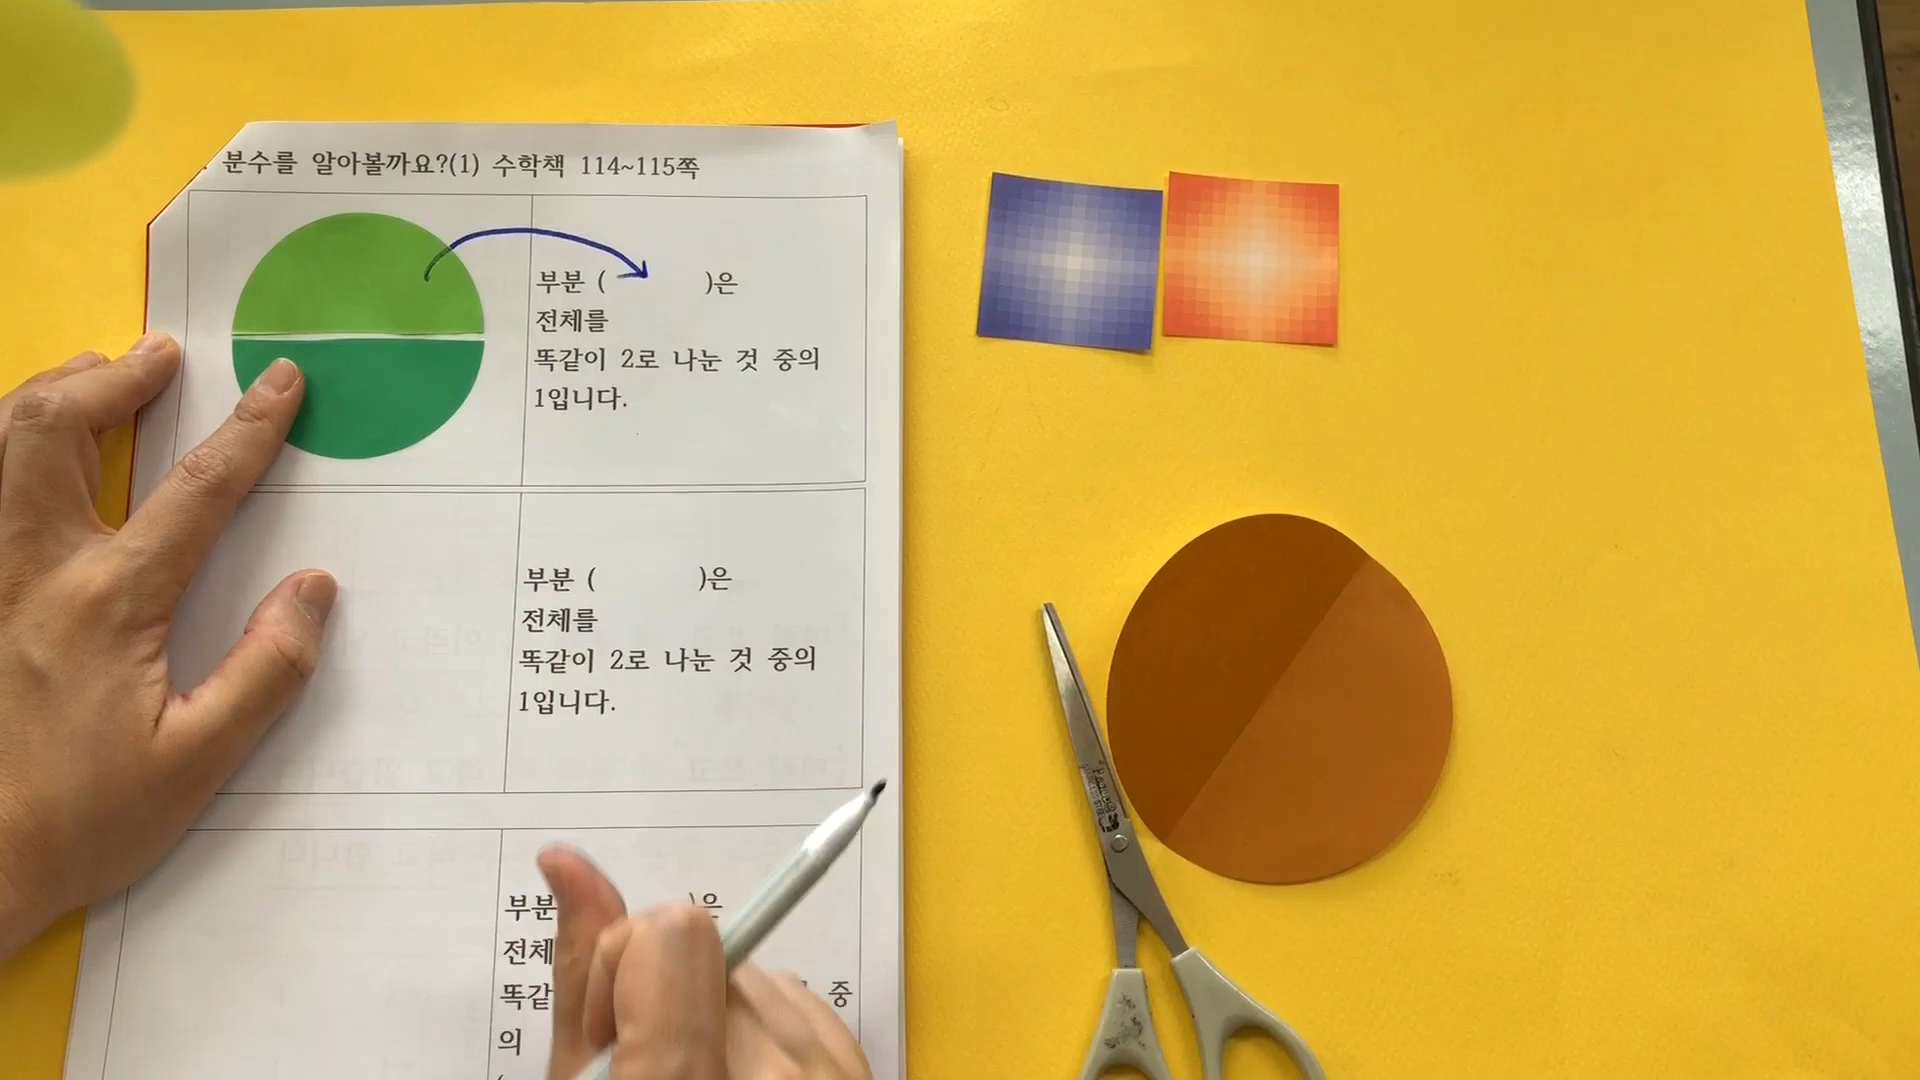 분수를 알아볼까요?(1) 수학책 114~115쪽
부분 ( )은
전체를
똑같이 2로 나눈 것 중의
1입니다.
부분 ( )은
전체를
똑같이 2로 나눈 것 중의
1입니다.
부분 )은
전체
똑같 중
의